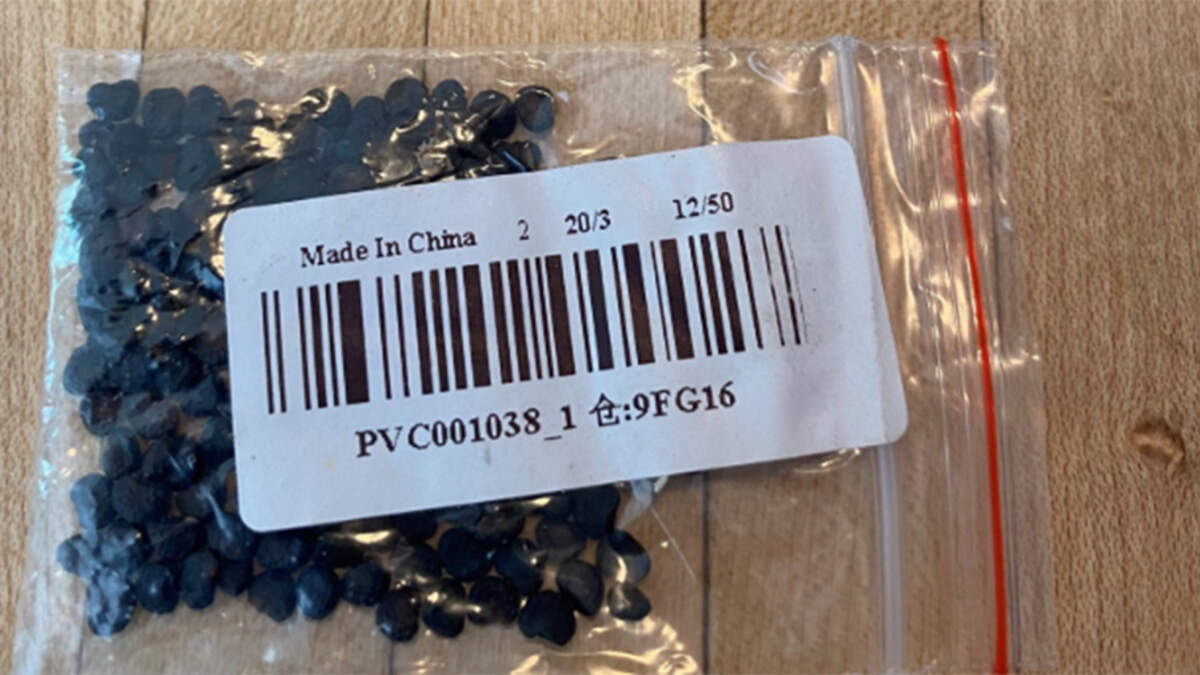 Made In China 2 20/3 12/50
PVC001038_1 仓:9FG16